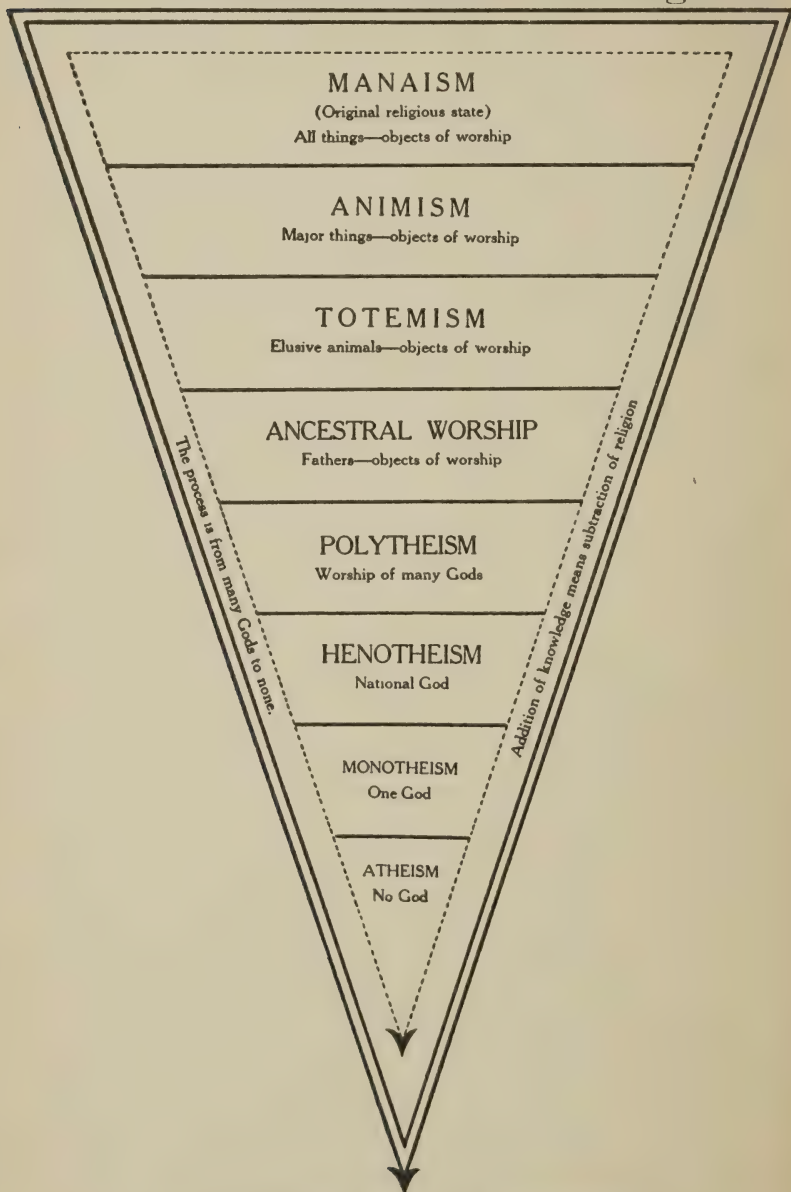 MANAISM
(Original religious state)
All things—objects of worship
ANIMISM
Major things—objects of worship
TOTEMISM
Elusive animals—objects of worship
ANCESTRAL WORSHIP
Fathers—objects of worship
POLYTHEISM
Worship of many Gods
HENOTHEISM
National God
MONOTHEISM
One God
ATHEISM
No God
The process is from many Gods to none.
Addition of knowledge means subtraction of religion